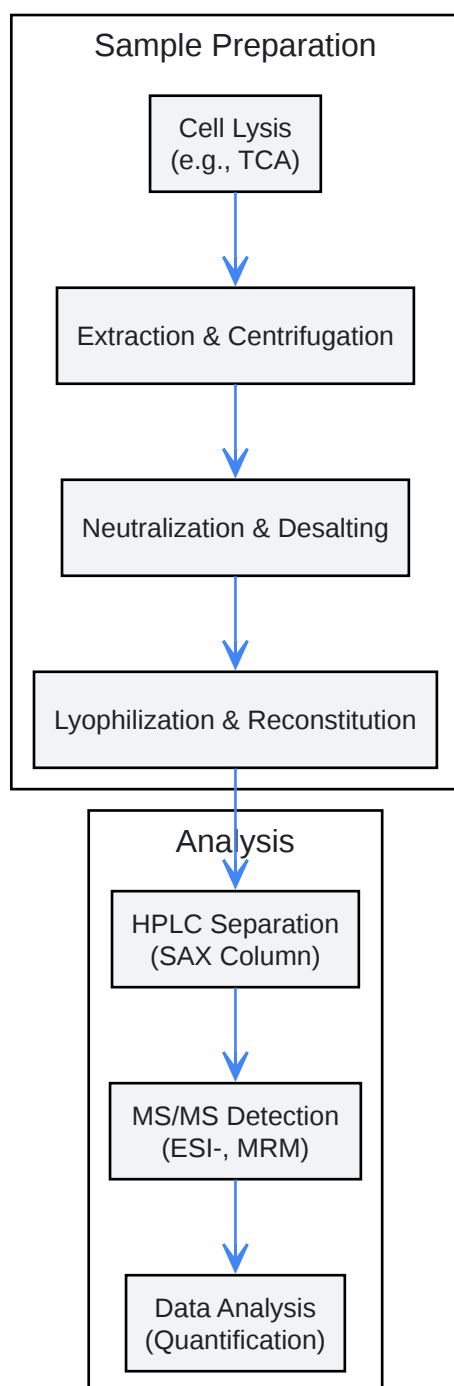 Sample Preparation
Cell Lysis
(e.g., TCA)
Extraction & Centrifugation
Neutralization & Desalting
Lyophilization & Reconstitution
Analysis
HPLC Separation
(SAX Column)
MS/MS Detection
(ESI-, MRM)
Data Analysis
(Quantification)